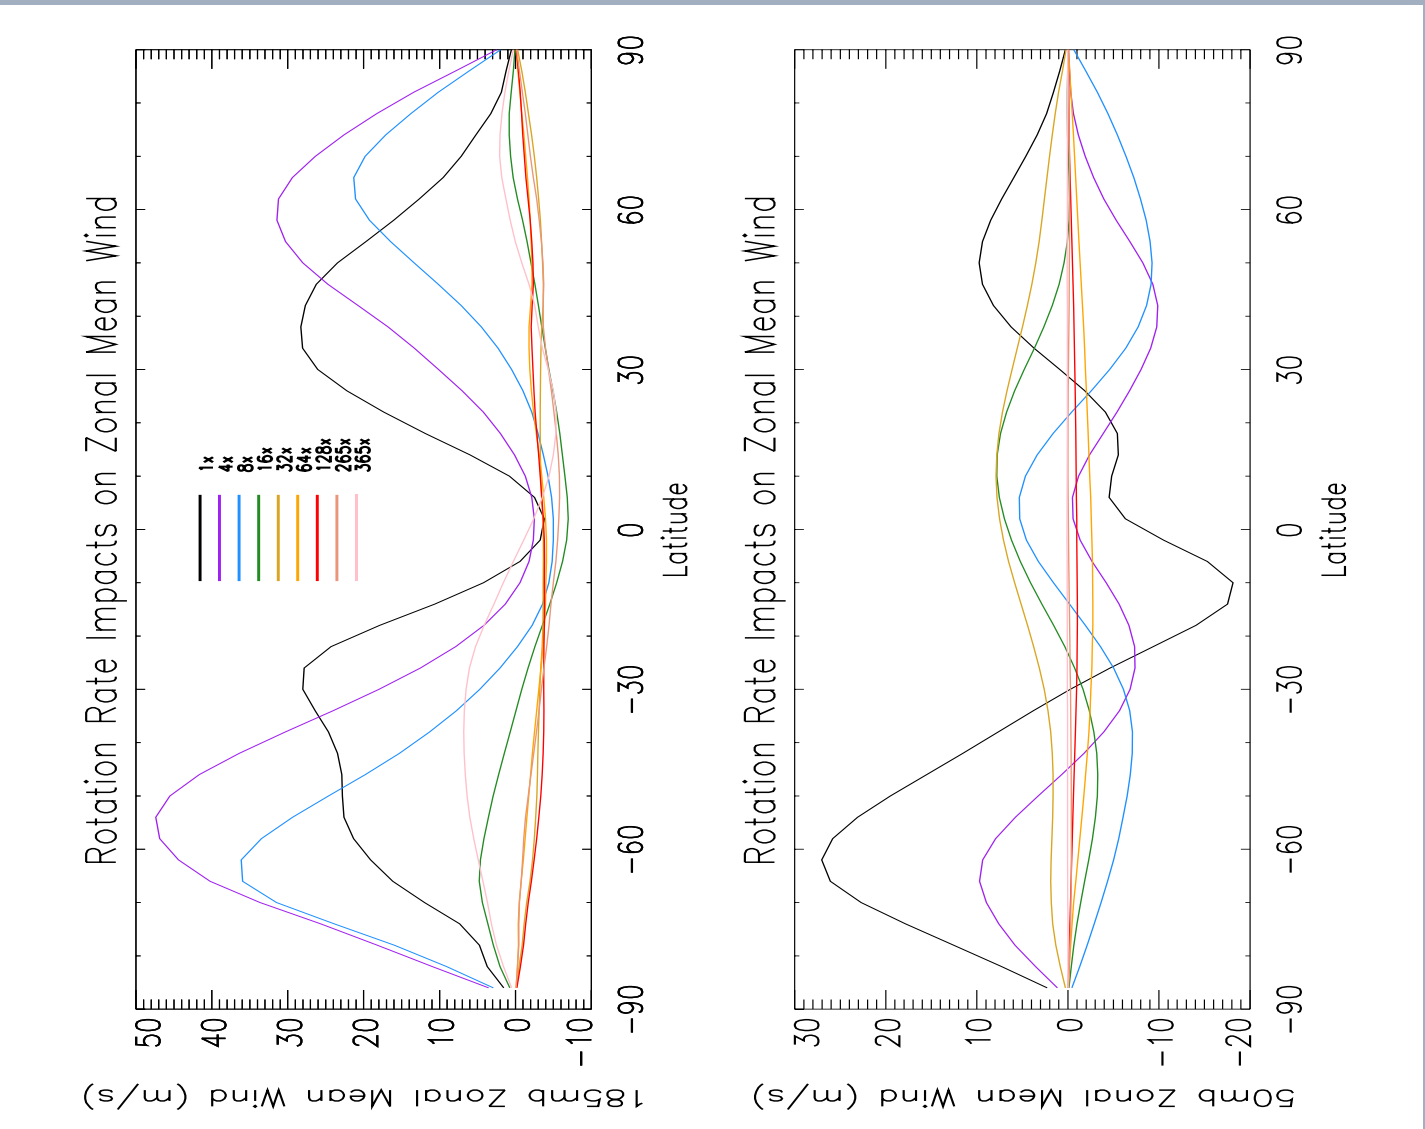 Rotation Rate Impacts on Zonal Mean Wind
185mb Zonal Mean Wind (m/s)
50
40
30
20
10
0
-10
1x
4x
8x
16x
32x
64x
128x
265x
365x
-90
-60
-30
0
30
60
90
Latitude
Rotation Rate Impacts on Zonal Mean Wind
50mb Zonal Mean Wind (m/s)
30
20
10
0
-10
-20
-90
-60
-30
0
30
60
90
Latitude